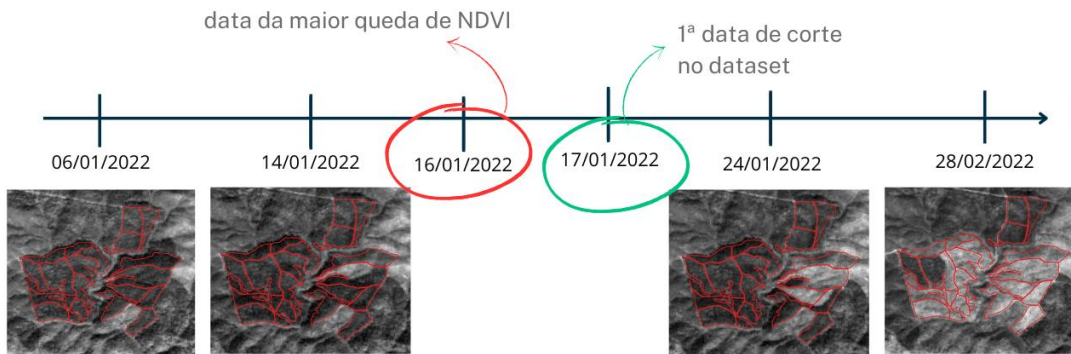 data da maior queda de NDVI
1ª data de corte
no dataset
06/01/2022
14/01/2022
16/01/2022
17/01/2022
24/01/2022
28/02/2022